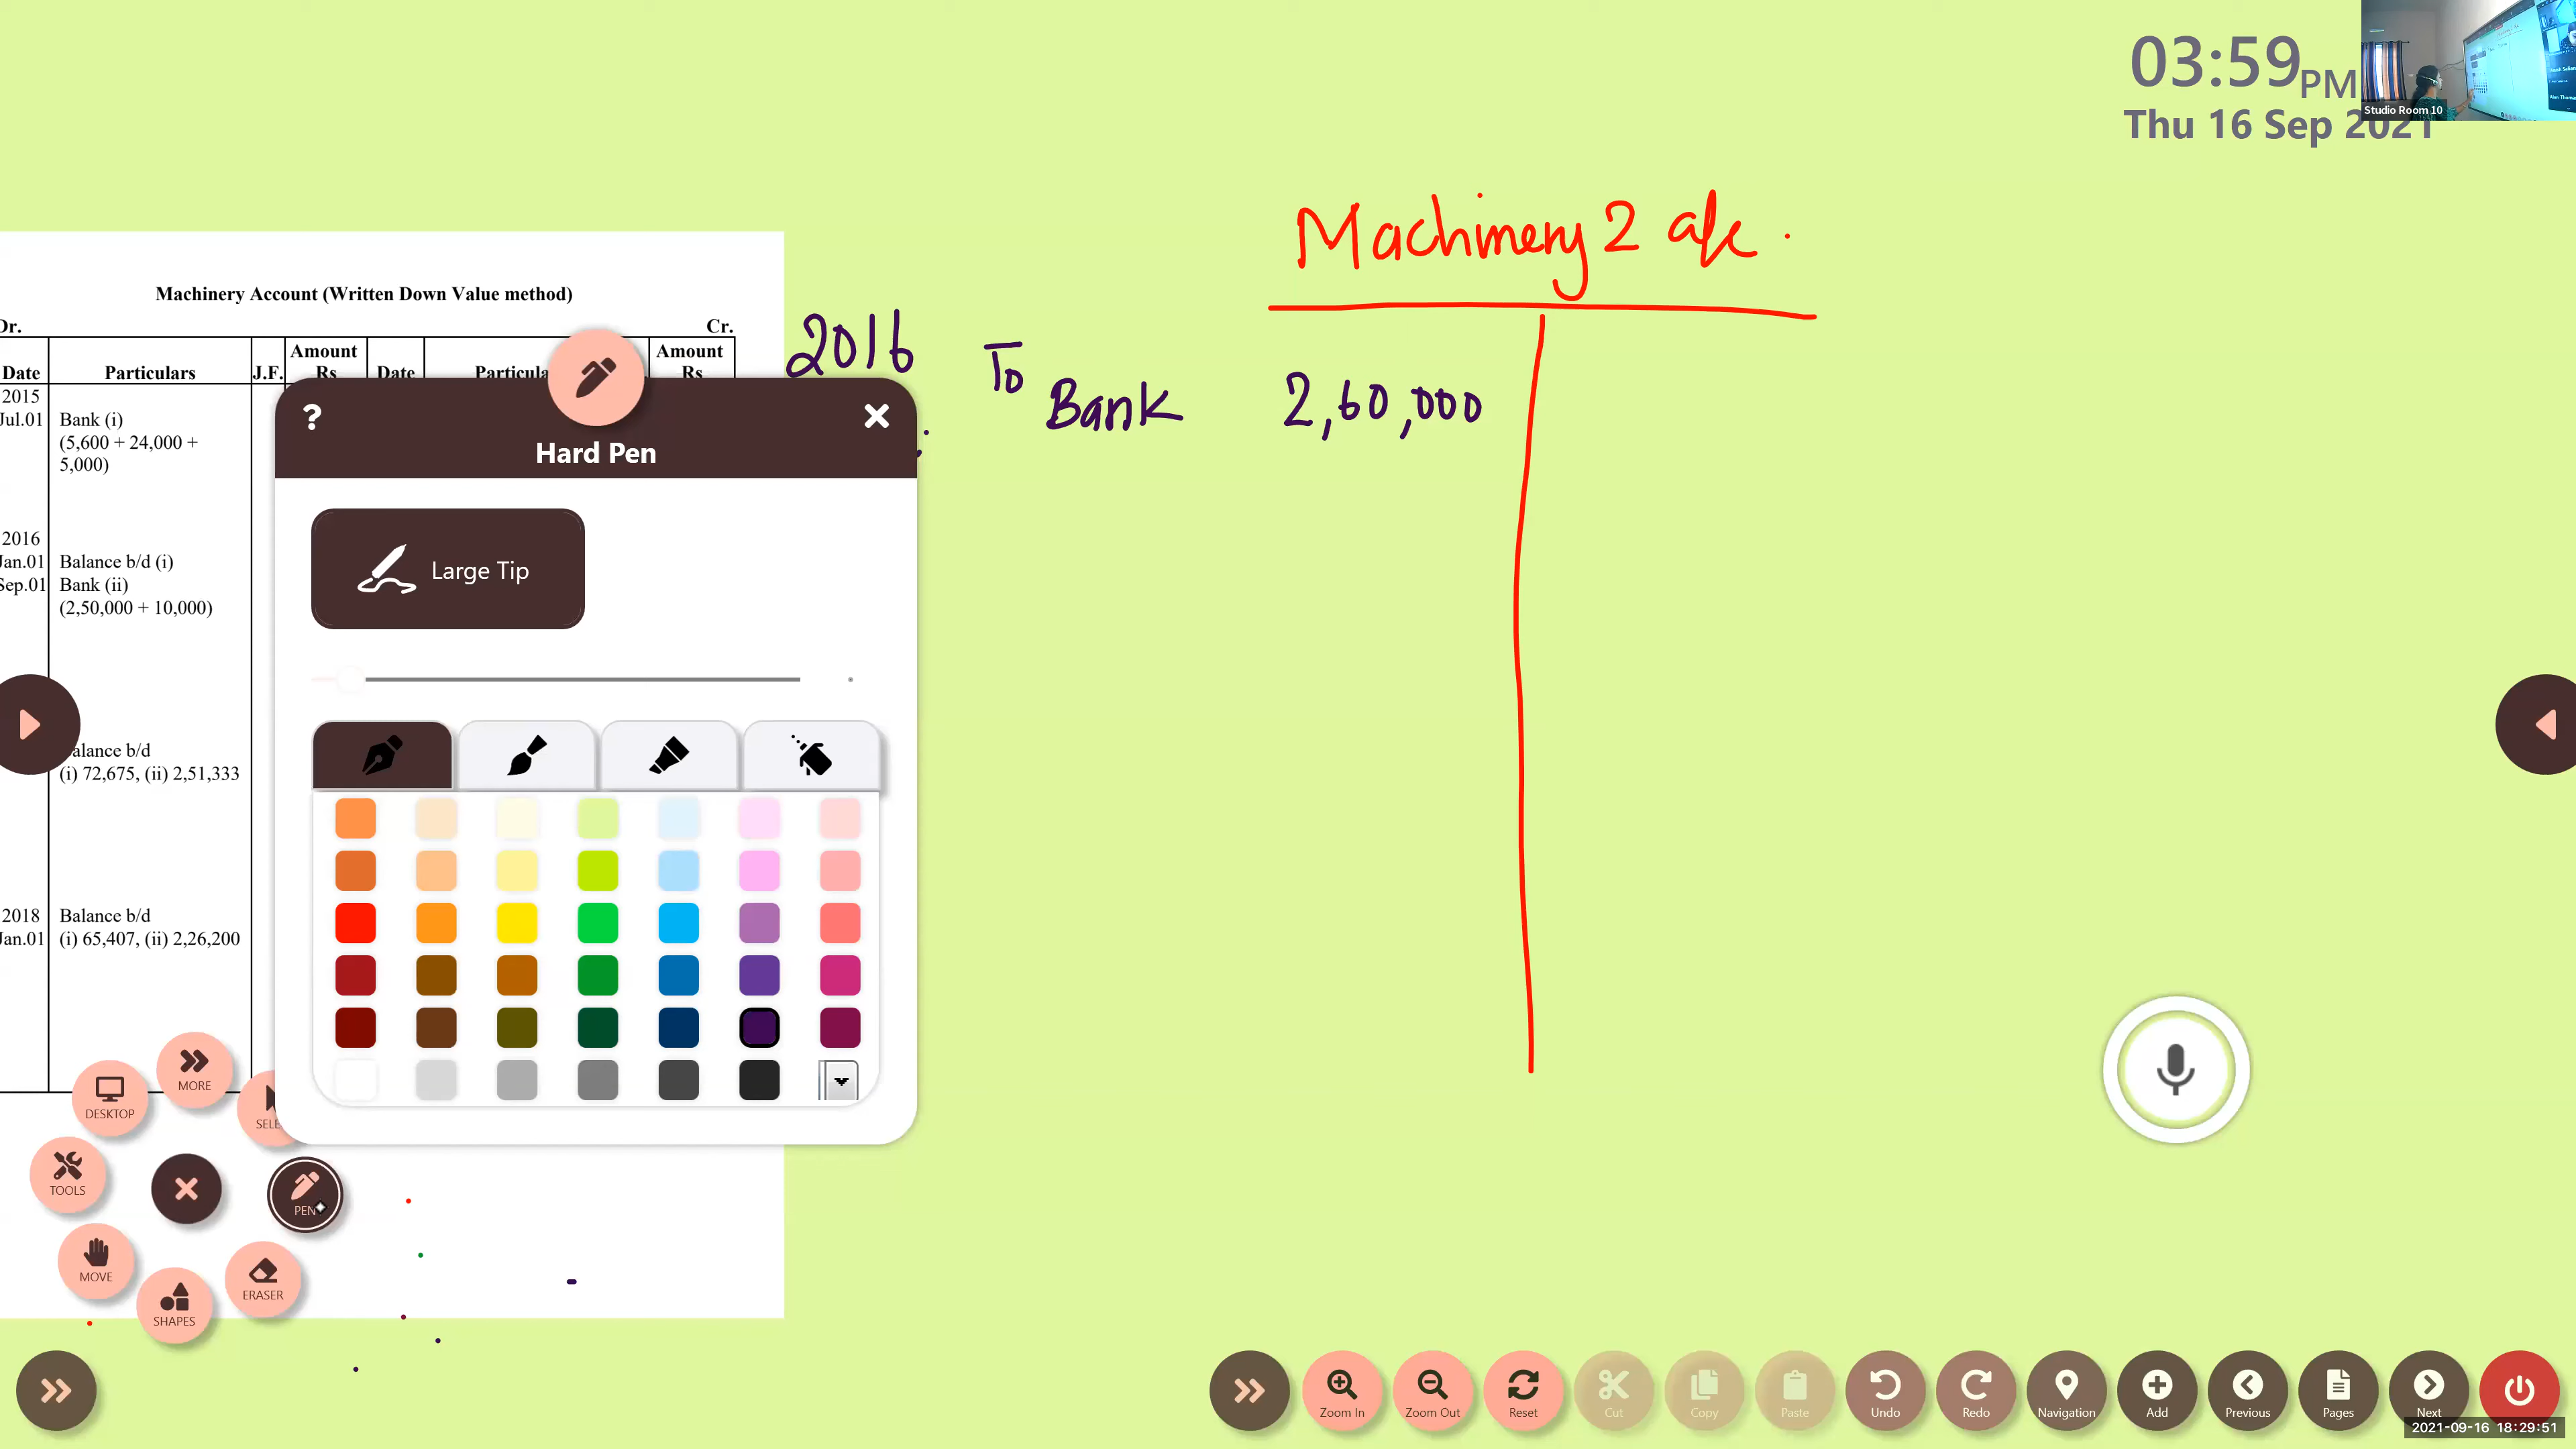 03:59 PM
Thu 16 Sep 2021
Studio Room 10
Machinery 2 a/c .
2016 To
Bank 2,60,000
Machinery Account (Written Down Value method)
Dr. Cr.
Date Particulars J.F. Amount Rs Date Particula Amount Rs
2015
Jul.01 Bank (i)
(5,600 + 24,000 +
5,000)
2016
Jan.01 Balance b/d (i)
Sep.01 Bank (ii)
(2,50,000 + 10,000)
alance b/d
(i) 72,675, (ii) 2,51,333
2018 Balance b/d
Jan.01 (i) 65,407, (ii) 2,26,200
?
Hard Pen
Large Tip
MORE
DESKTOP
SELE
TOOLS
PEN
MOVE
ERASER
SHAPES
Zoom In Zoom Out Reset Cut Copy Paste Undo Redo Navigation Add Previous Pages Next
2021-09-16 18:29:51